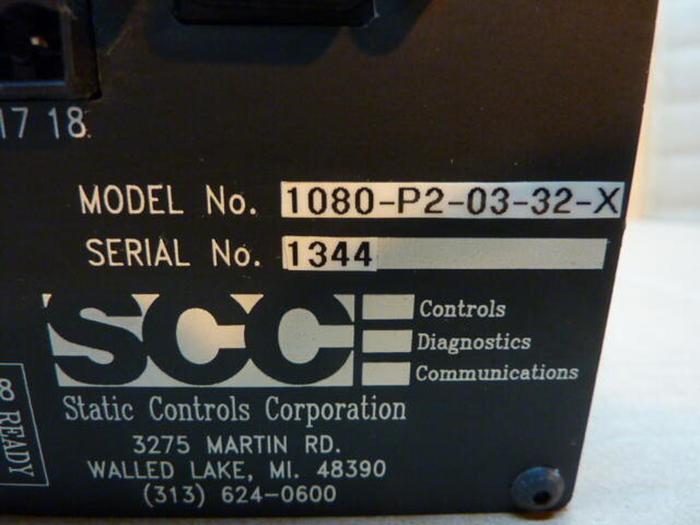 17 18
MODEL No. 1080-P2-03-32-X
SERIAL No. 1344
SCC
Controls
Diagnostics
Communications
Static Controls Corporation
3275 MARTIN RD.
WALLED LAKE, MI. 48390
(313) 624-0600
8 READY